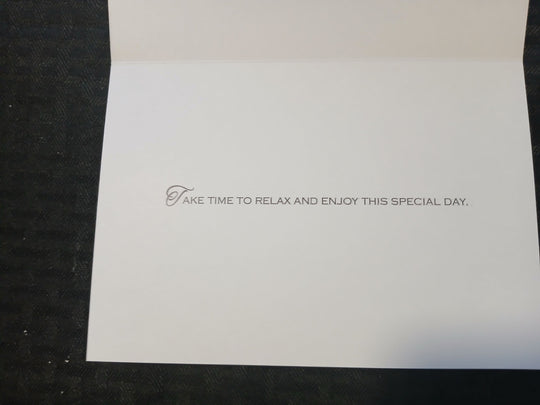 TAKE TIME TO RELAX AND ENJOY THIS SPECIAL DAY.